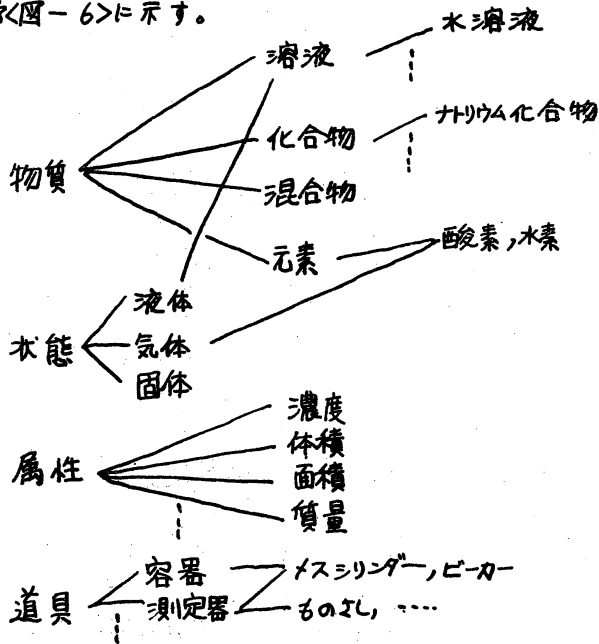 <図－6>に示す。
水溶液
溶液
ナトリウム化合物
化合物
物質
混合物
酸素,水素
元素
液体
状態 気体
固体
濃度
体積
属性 面積
質量
容器 メスシリンダー,ビーカー
道具 測定器 ものさし, ‥‥